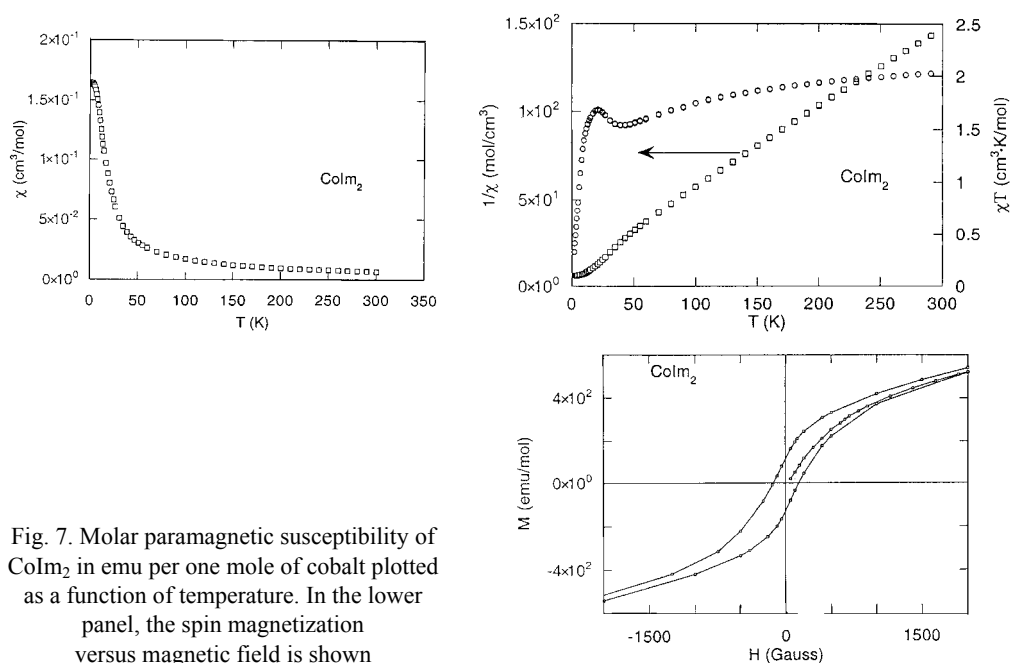 2×10⁻¹
1.5×10⁻¹
1×10⁻¹
5×10⁻²
0×10⁰
χ (cm³/mol)
CoIm₂
0 50 100 150 200 250 300 350
T (K)
1.5×10²
1×10²
5×10¹
0×10⁰
1/χ (mol/cm³)
CoIm₂
2.5
2
1.5
1
0.5
0
χT (cm³·K/mol)
0 50 100 150 200 250 300
T (K)
CoIm₂
4×10²
0×10⁰
-4×10²
M (emu/mol)
-1500 0 1500
H (Gauss)
Fig. 7. Molar paramagnetic susceptibility of
CoIm₂ in emu per one mole of cobalt plotted
as a function of temperature. In the lower
panel, the spin magnetization
versus magnetic field is shown